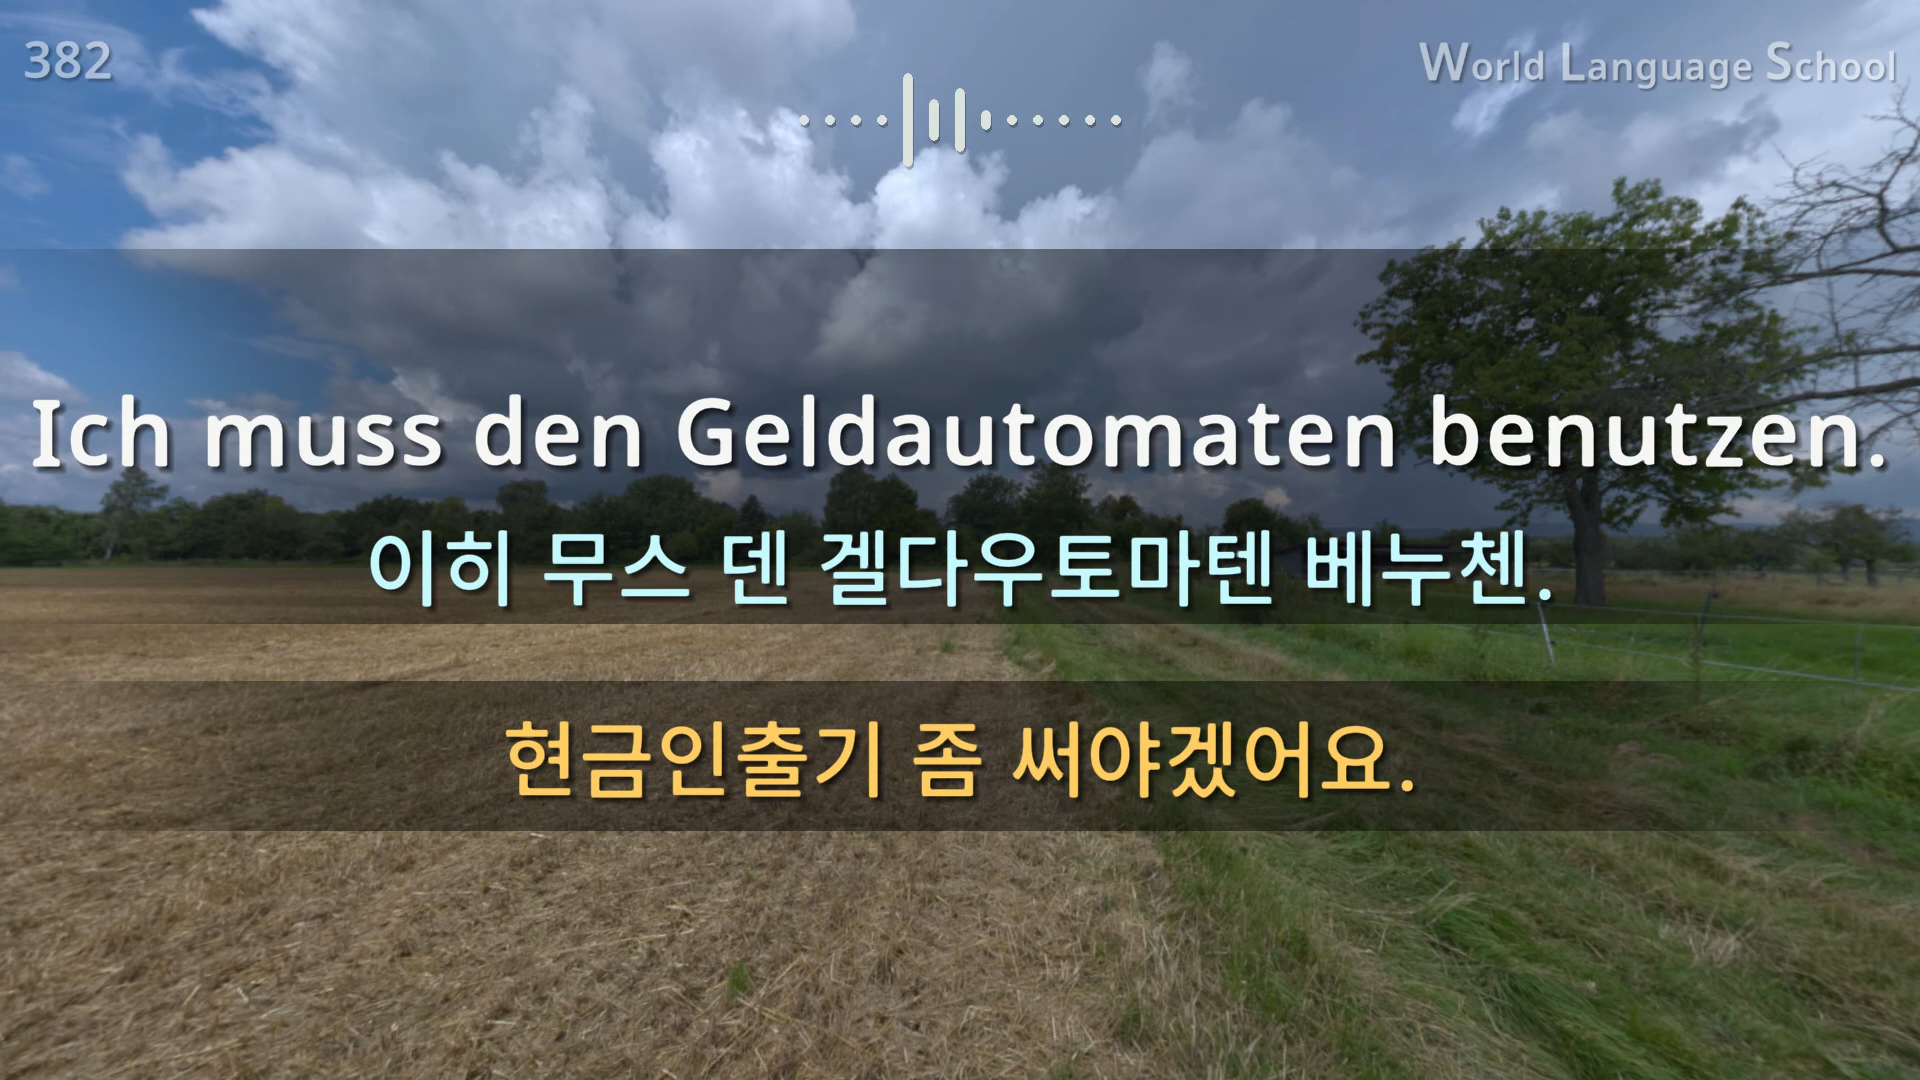 382
World Language School
Ich muss den Geldautomaten benutzen.
이히 무스 덴 겔다우토마텐 베누첸.
현금인출기 좀 써야겠어요.